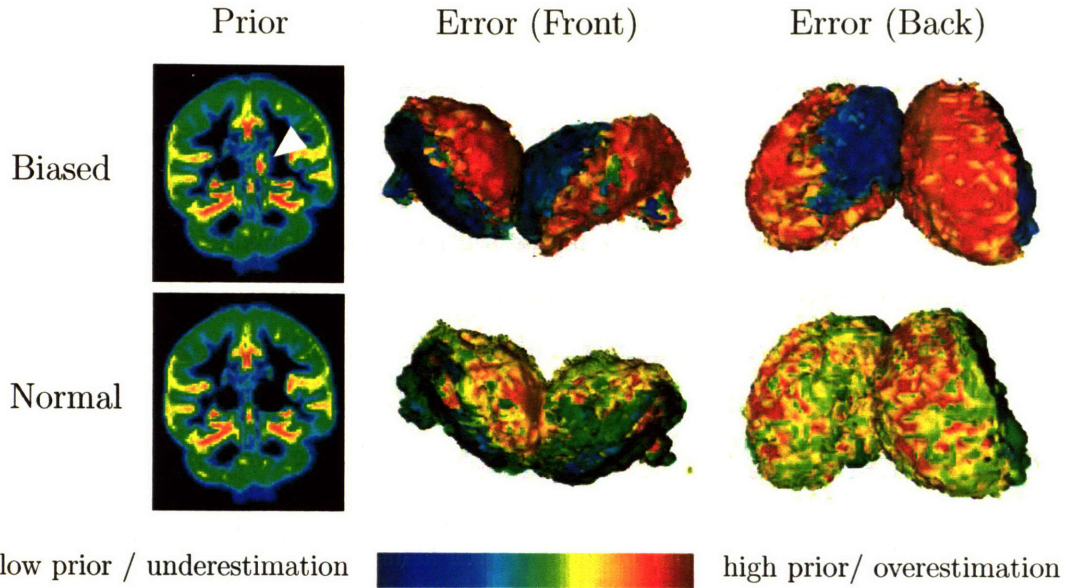 Prior Error (Front) Error (Back)
Biased
Normal
low prior / underestimation high prior/ overestimation